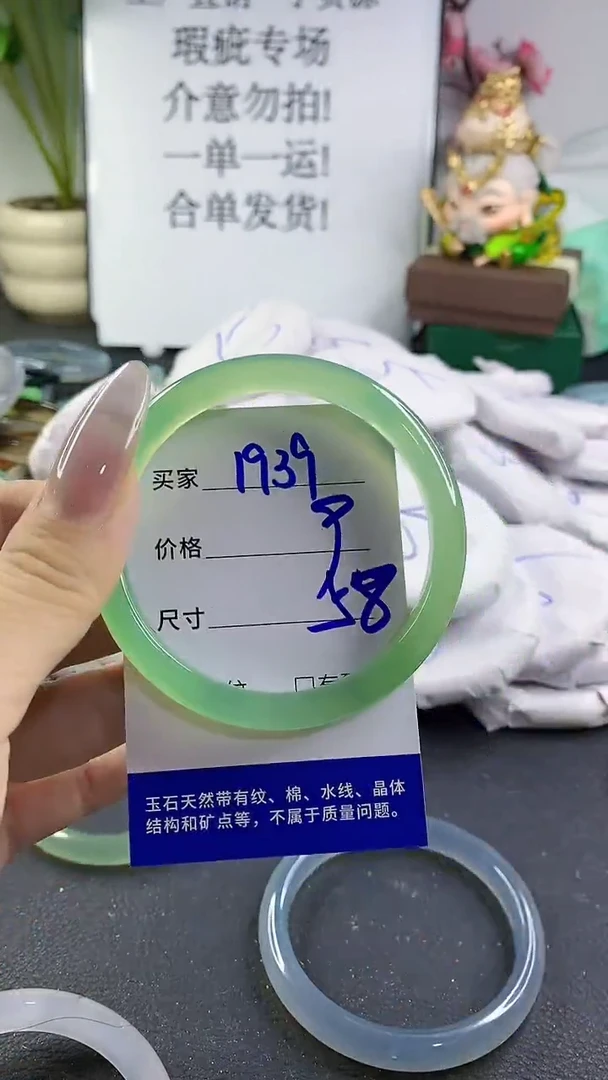 瑕疵专场
介意勿拍!
一单一运!
合单发货!
买家 1939
价格
尺寸 58
玉石天然带有纹、棉、水线、晶体
结构和矿点等，不属于质量问题。